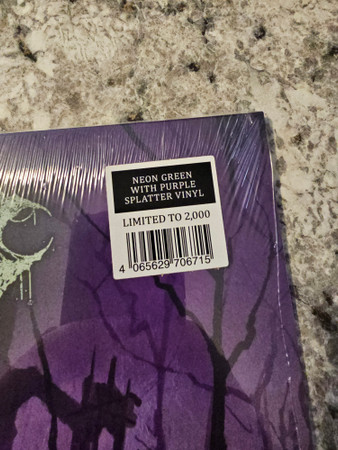 NEON GREEN
WITH PURPLE
SPLATTER VINYL
LIMITED TO 2,000
4 065629 706715